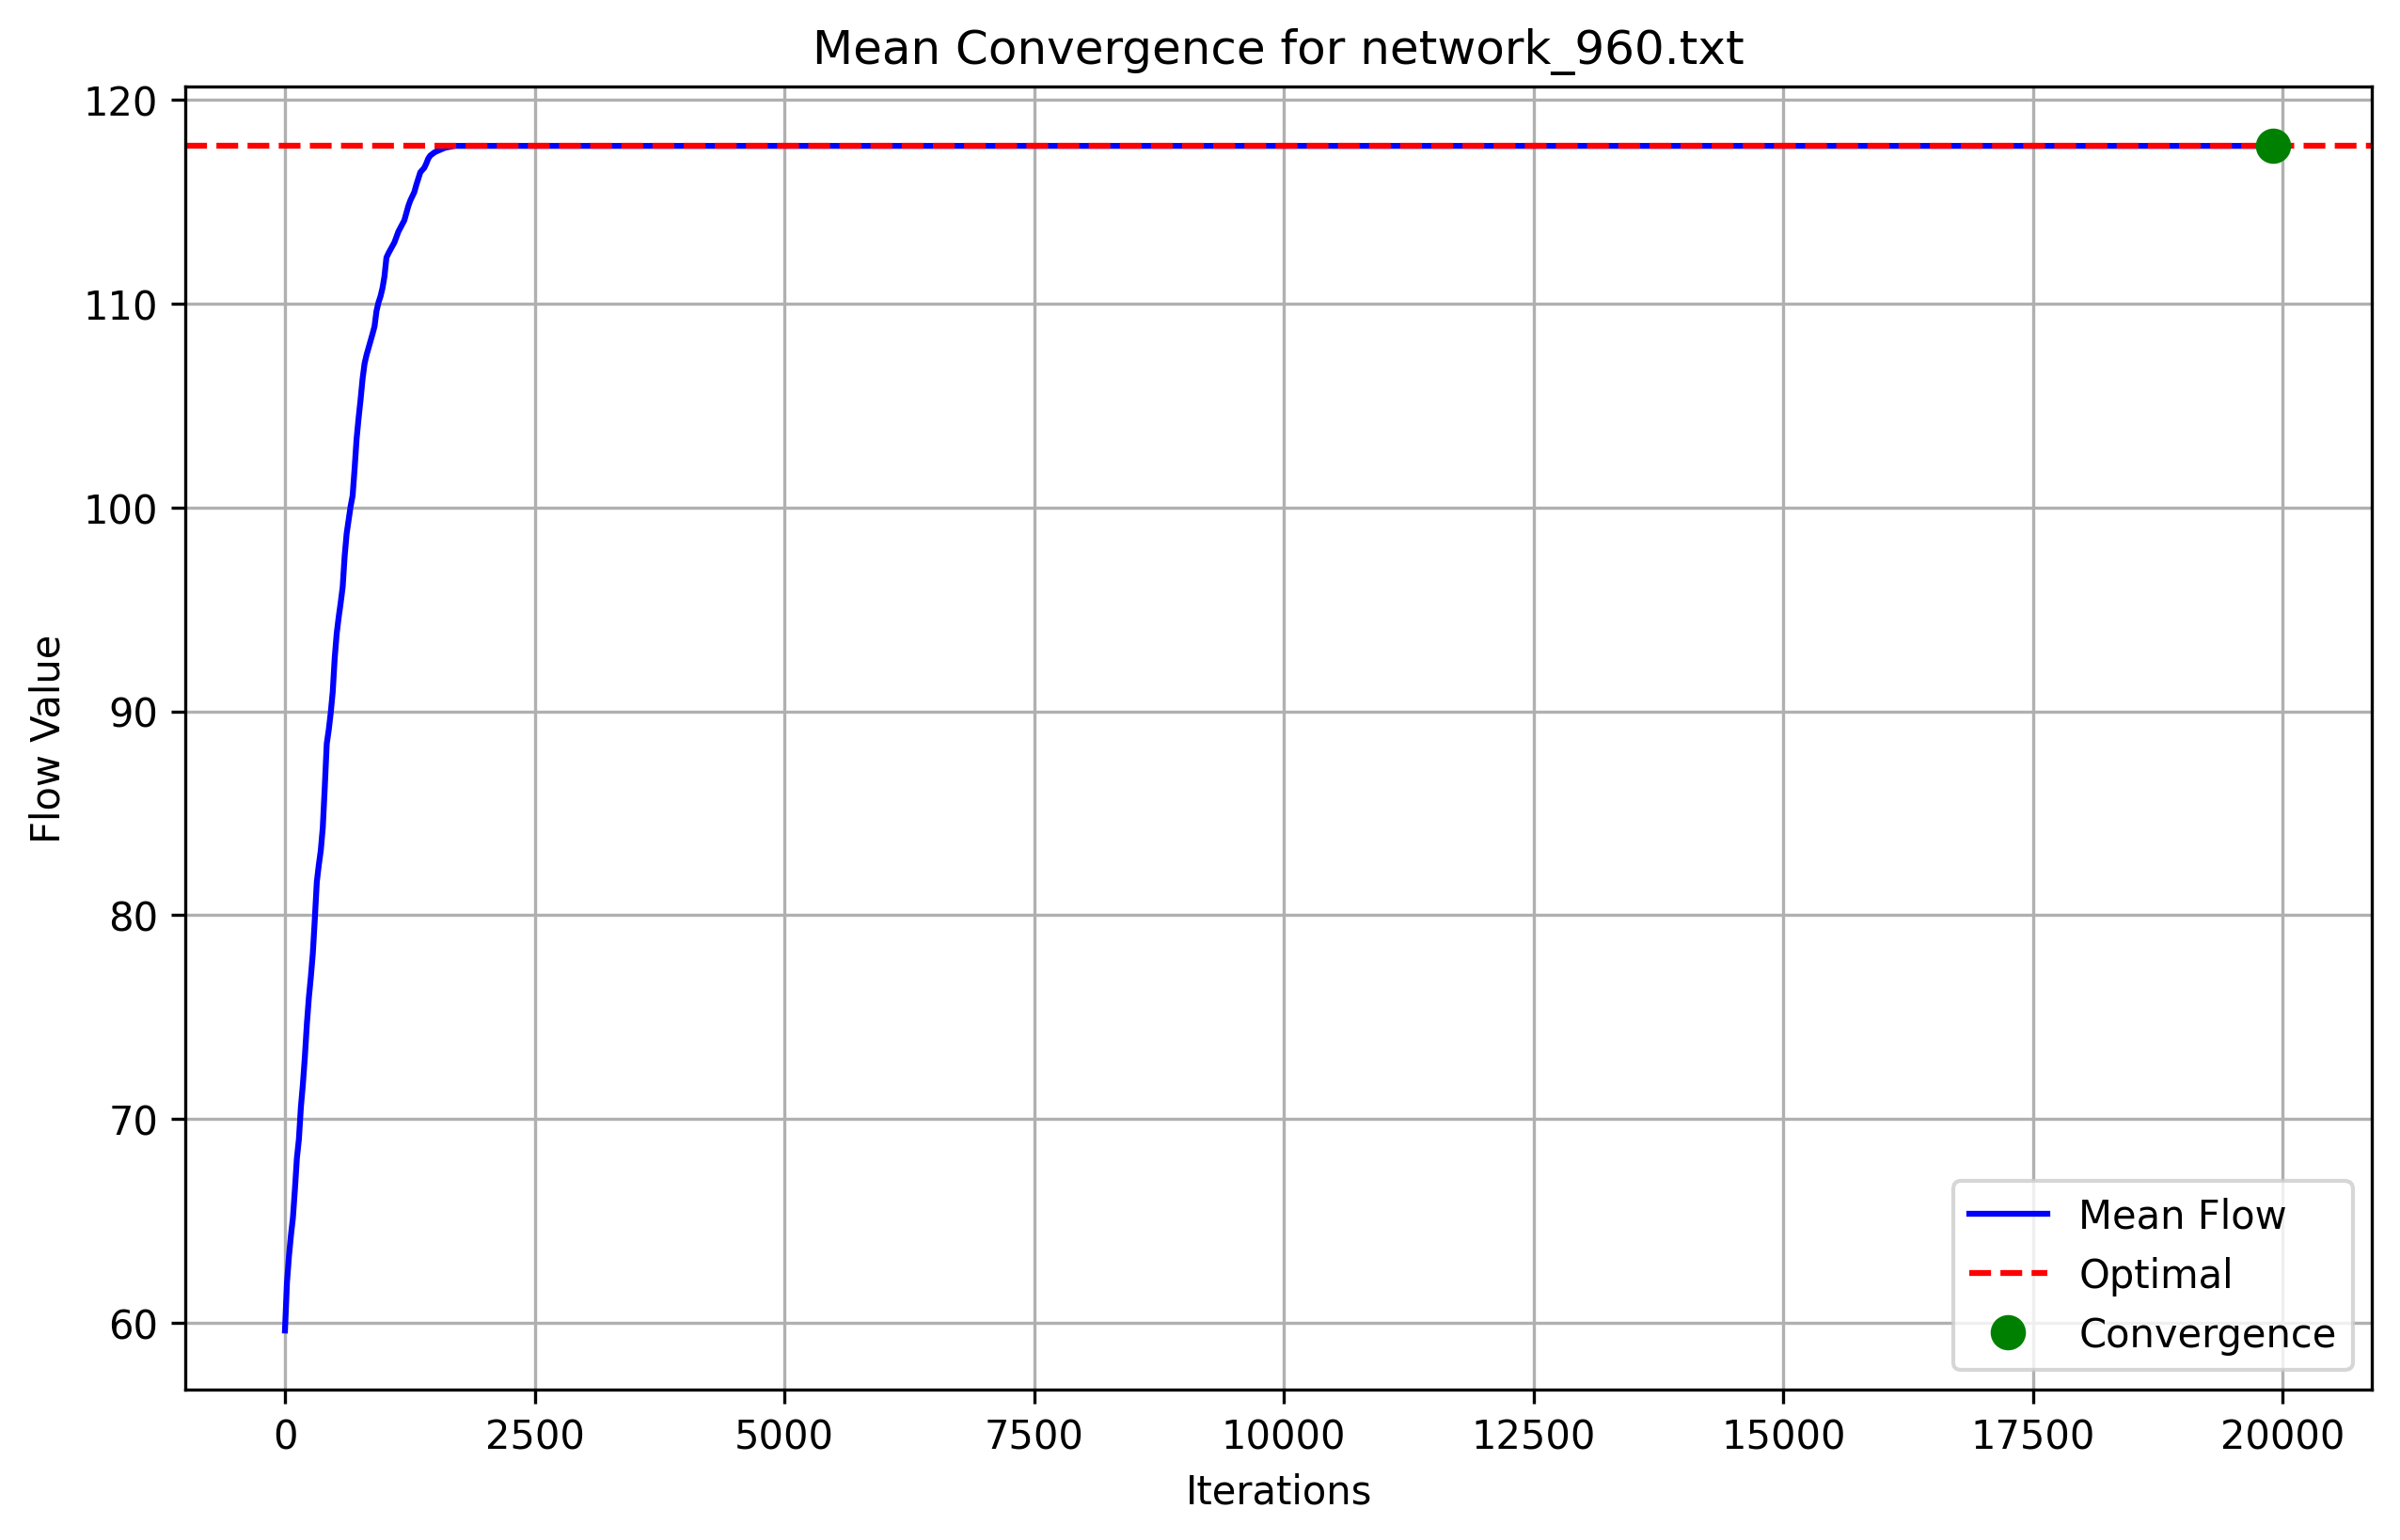 Mean Convergence for network_960.txt
120
110
100
90
80
70
60
Flow Value
Mean Flow
Optimal
Convergence
0 2500 5000 7500 10000 12500 15000 17500 20000
Iterations